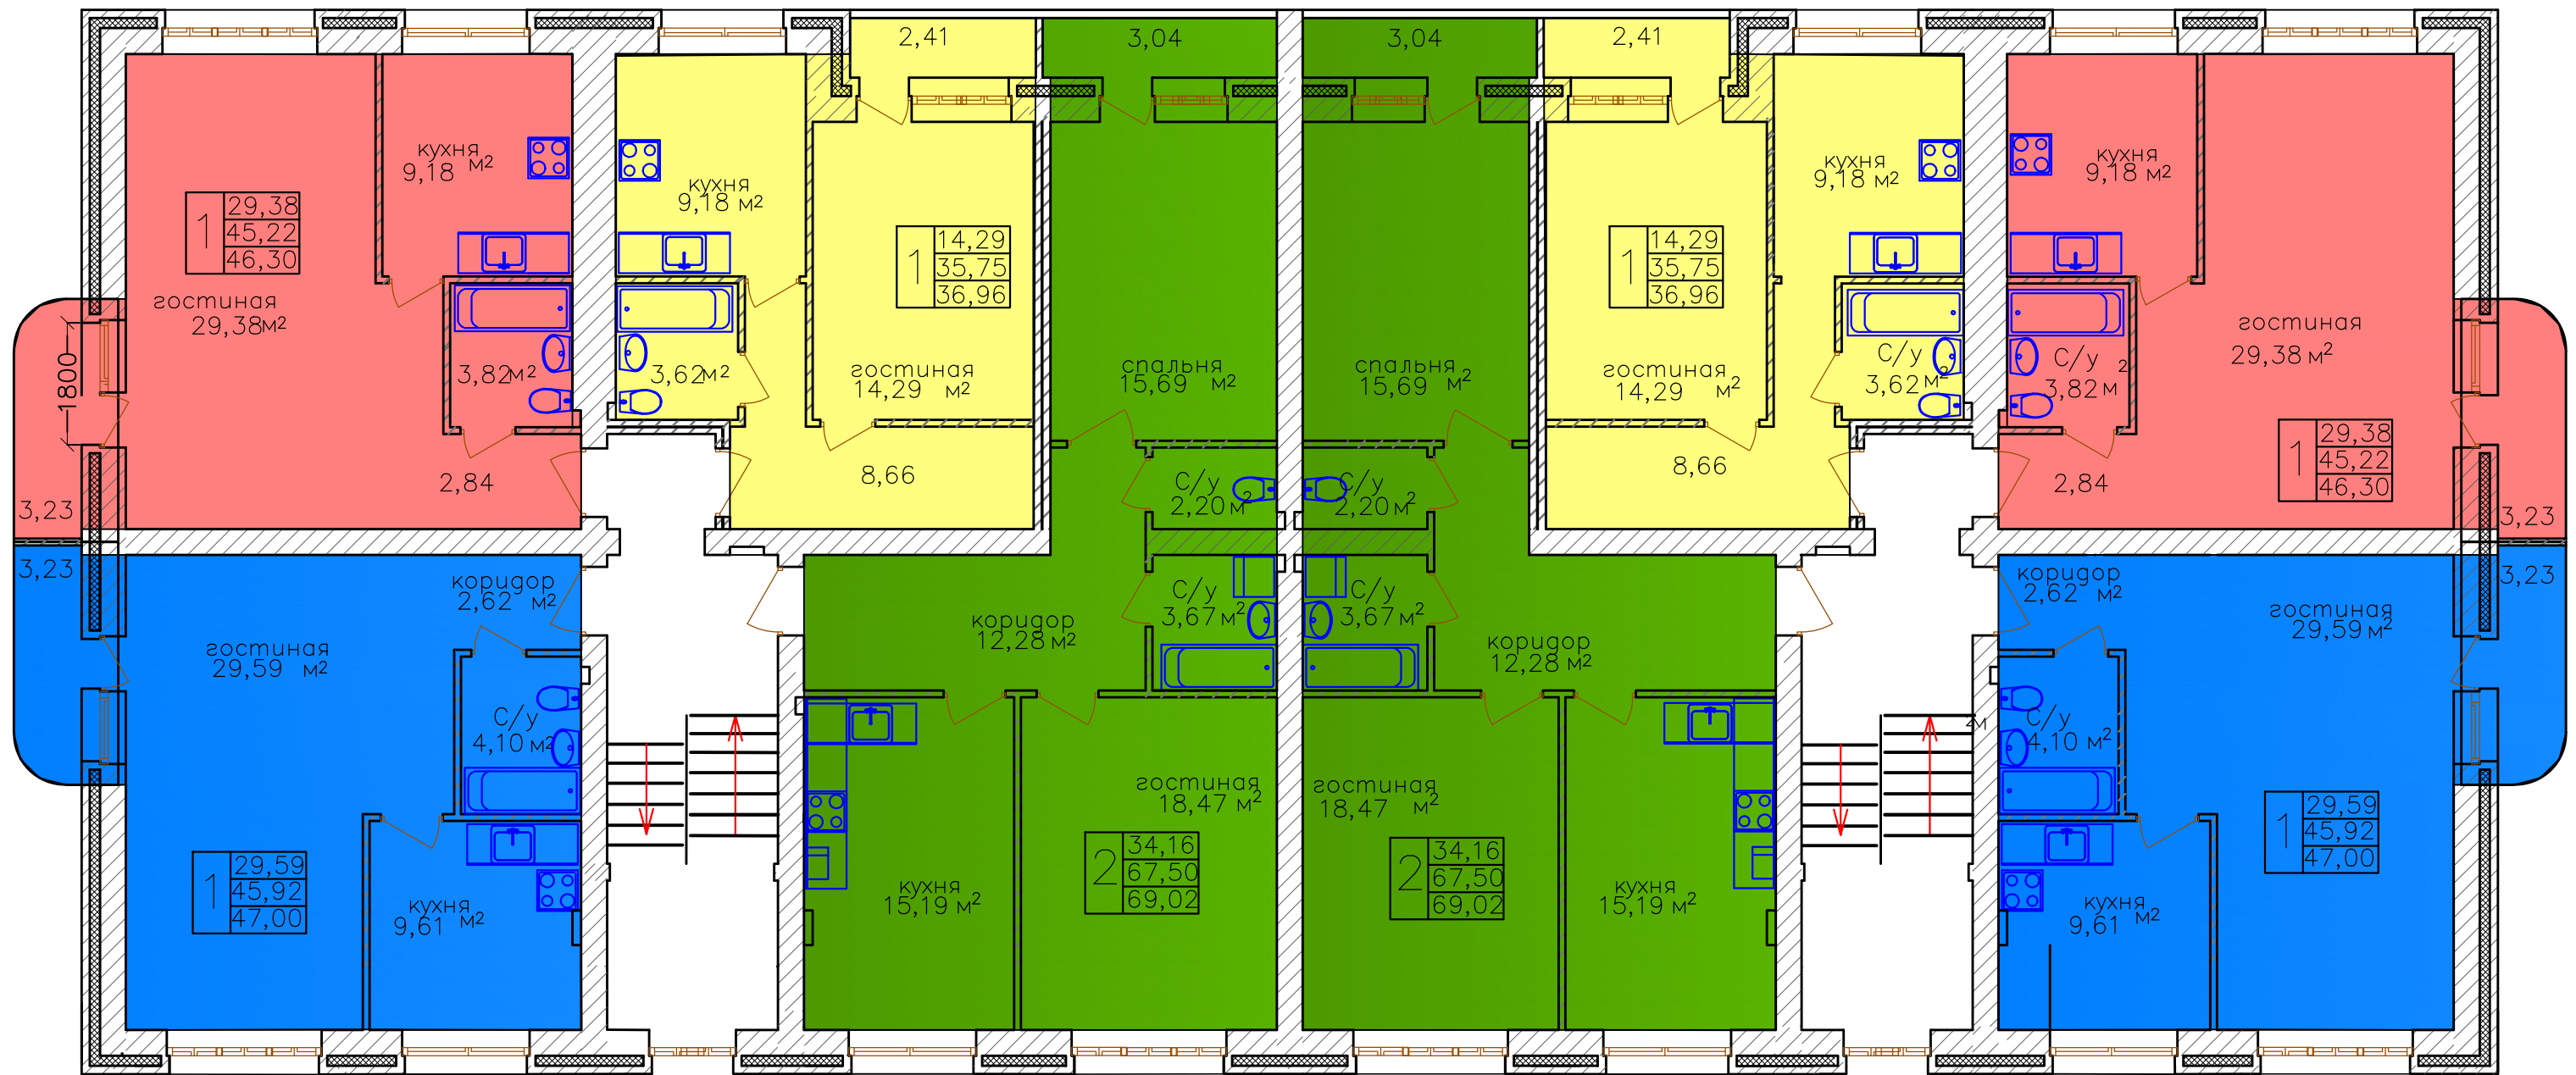 2,41
3,04
3,04
2,41
кухня
9,18 м²
1
29,38
45,22
46,30
гостиная
29,38м²
3,82м²
2,84
1800
3,23
кухня
9,18 м²
3,62м²
1
14,29
35,75
36,96
гостиная
14,29 м²
8,66
спальня
15,69 м²
С/у
2,20м²
спальня
15,69 м²
С/у
2,20м²
1
14,29
35,75
36,96
гостиная
14,29 м²
8,66
кухня
9,18 м²
С/у
3,62 м²
кухня
9,18 м²
С/у
3,82 м²
2,84
гостиная
29,38 м²
1
29,38
45,22
46,30
3,23
3,23
коридор
2,62 м²
гостиная
29,59 м²
С/у
4,10 м²
1
29,59
45,92
47,00
кухня
9,61 м²
коридор
12,28 м²
С/у
3,67м²
гостиная
18,47 м²
2
34,16
67,50
69,02
кухня
15,19 м²
С/у
3,67м²
коридор
12,28 м²
гостиная
18,47 м²
2
34,16
67,50
69,02
кухня
15,19 м²
коридор
2,62 м²
гостиная
29,59м²
3,23
С/у
4,10 м²
1
29,59
45,92
47,00
кухня
9,61 м²